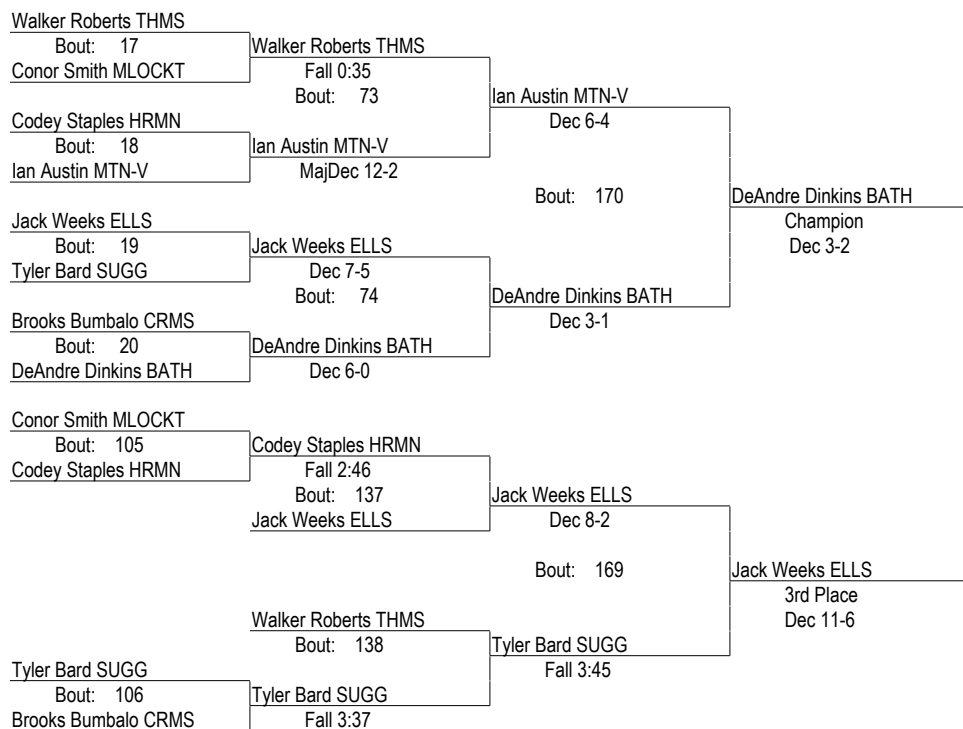 Walker Roberts THMS
Bout: 17
Walker Roberts THMS
Conor Smith MLOCKT
Fall 0:35
Bout: 73
Ian Austin MTN-V
Codey Staples HRMN
Dec 6-4
Bout: 18
Ian Austin MTN-V
Ian Austin MTN-V
MajDec 12-2
Bout: 170
DeAndre Dinkins BATH
Jack Weeks ELLS
Champion
Bout: 19
Jack Weeks ELLS
Dec 3-2
Tyler Bard SUGG
Dec 7-5
Bout: 74
DeAndre Dinkins BATH
Brooks Bumbalo CRMS
Dec 3-1
Bout: 20
DeAndre Dinkins BATH
DeAndre Dinkins BATH
Dec 6-0
Conor Smith MLOCKT
Bout: 105
Codey Staples HRMN
Codey Staples HRMN
Fall 2:46
Bout: 137
Jack Weeks ELLS
Jack Weeks ELLS
Dec 8-2
Bout: 169
Jack Weeks ELLS
3rd Place
Walker Roberts THMS
Dec 11-6
Bout: 138
Tyler Bard SUGG
Tyler Bard SUGG
Fall 3:45
Bout: 106
Tyler Bard SUGG
Brooks Bumbalo CRMS
Fall 3:37